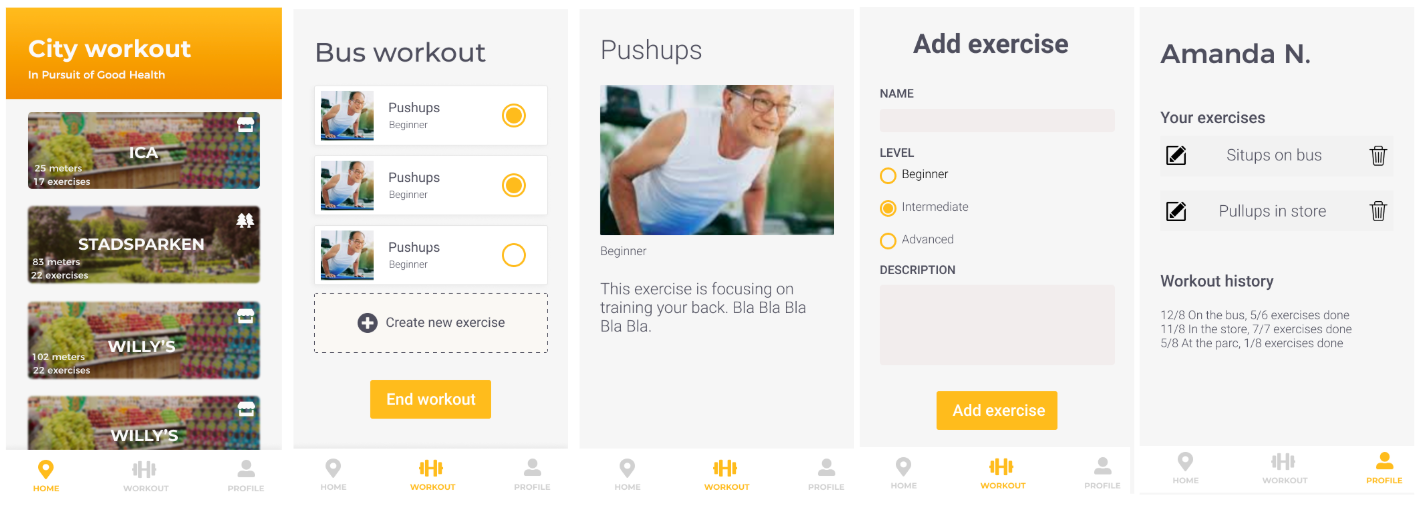 City workout
In Pursuit of Good Health
ICA
25 meters
17 exercises
STADSPARKEN
83 meters
22 exercises
WILLY'S
102 meters
22 exercises
WILLY'S
HOME
WORKOUT
PROFILE
Bus workout
Pushups
Beginner
Pushups
Beginner
Pushups
Beginner
Create new exercise
End workout
HOME
WORKOUT
PROFILE
Pushups
Beginner
This exercise is focusing on
training your back. Bla Bla Bla
Bla Bla.
HOME
WORKOUT
PROFILE
Add exercise
NAME
LEVEL
Beginner
Intermediate
Advanced
DESCRIPTION
Add exercise
HOME
WORKOUT
PROFILE
Amanda N.
Your exercises
Situps on bus
Pullups in store
Workout history
12/8 On the bus, 5/6 exercises done
11/8 In the store, 7/7 exercises done
5/8 At the parc, 1/8 exercises done
HOME
WORKOUT
PROFILE